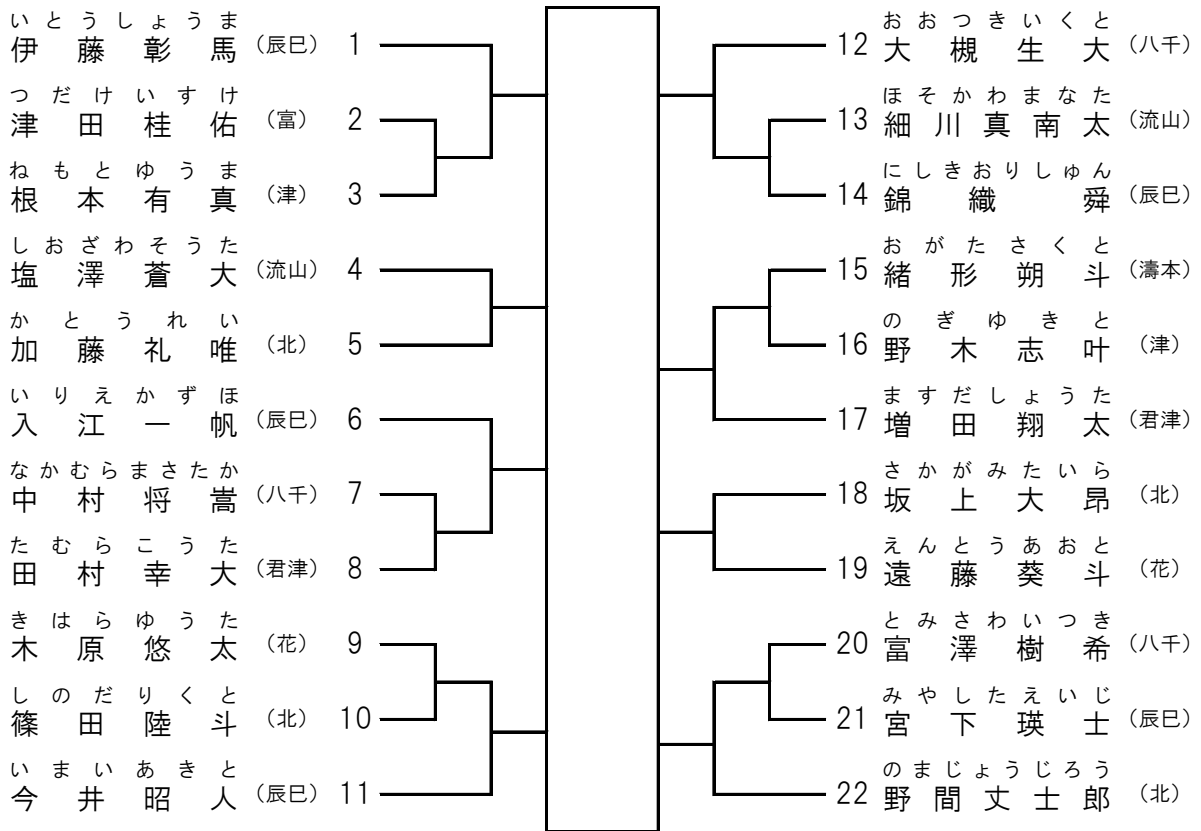 いとうしょうま
伊藤彰馬 (辰巳) 1
つだけいすけ
津田桂佑 (富) 2
ねもとゆうま
根本有真 (津) 3
しおざわそうた
塩澤蒼大 (流山) 4
かとうれい
加藤礼唯 (北) 5
いりえかずほ
入江一帆 (辰巳) 6
なかむらまさたか
中村将嵩 (八千) 7
たむらこうた
田村幸大 (君津) 8
きはらゆうた
木原悠太 (花) 9
しのだりくと
篠田陸斗 (北) 10
いまいあきと
今井昭人 (辰巳) 11
おおつきいくと
12 大槻生大 (八千)
ほそかわまなた
13 細川真南太 (流山)
にしきおりしゅん
14 錦織舜 (辰巳)
おがたさくと
15 緒形朔斗 (濤本)
のぎゆきと
16 野木志叶 (津)
ますだしょうた
17 増田翔太 (君津)
さかがみたいら
18 坂上大昂 (北)
えんとうあおと
19 遠藤葵斗 (花)
とみさわいつき
20 富澤樹希 (八千)
みやしたえいじ
21 宮下瑛士 (辰巳)
のまじょうじろう
22 野間丈士郎 (北)